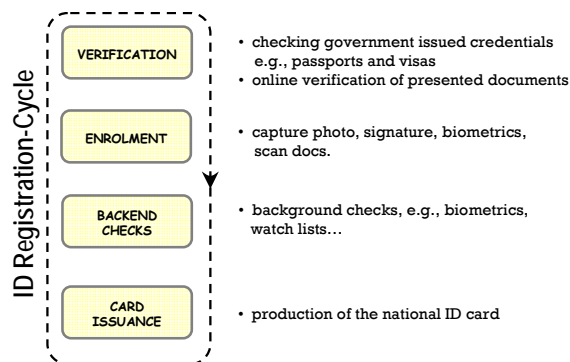 ID Registration-Cycle
VERIFICATION
• checking government issued credentials
e.g., passports and visas
• online verification of presented documents
ENROLMENT
• capture photo, signature, biometrics,
scan docs.
BACKEND
CHECKS
• background checks, e.g., biometrics,
watch lists...
CARD
ISSUANCE
• production of the national ID card